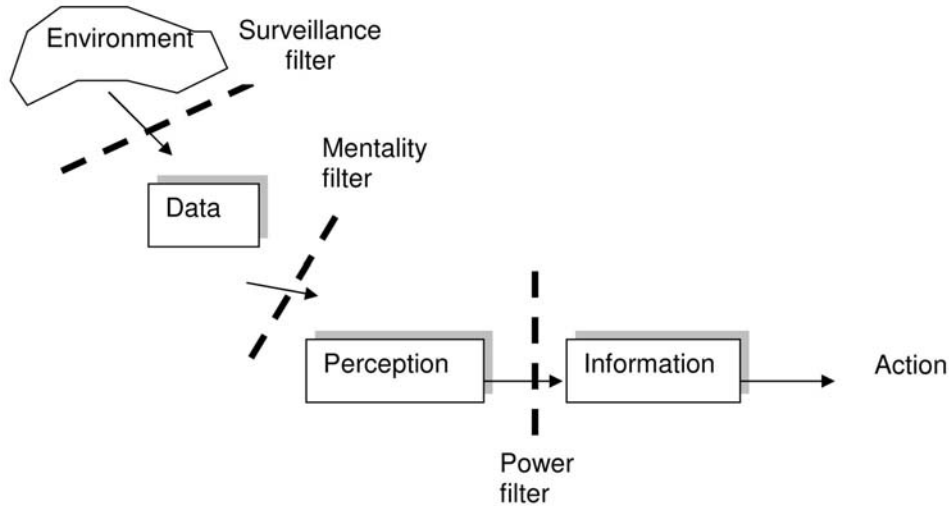 Environment
Surveillance
filter
Mentality
filter
Data
Perception
Information
Action
Power
filter